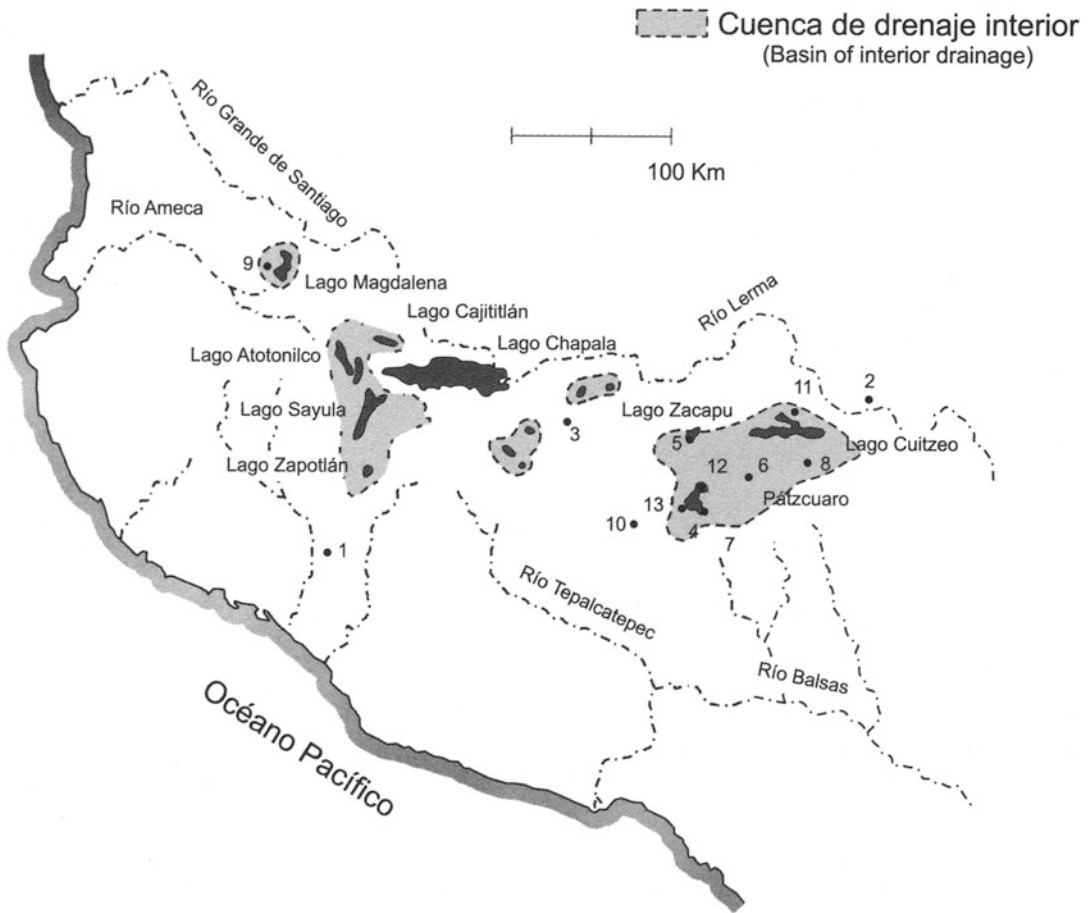 Cuenca de drenaje interior
(Basin of interior drainage)
100 Km
Río Grande de Santiago
Río Ameca
9
Lago Magdalena
Lago Cajititlán
Lago Chapala
Río Lerma
Lago Atotonilco
Lago Sayula
Lago Zapotlán
3
Lago Zacapu
11
2
5
Lago Cuitzeo
12
6
8
Pátzcuaro
13
10
4
7
1
Río Tepalcatepec
Río Balsas
Océano Pacífico